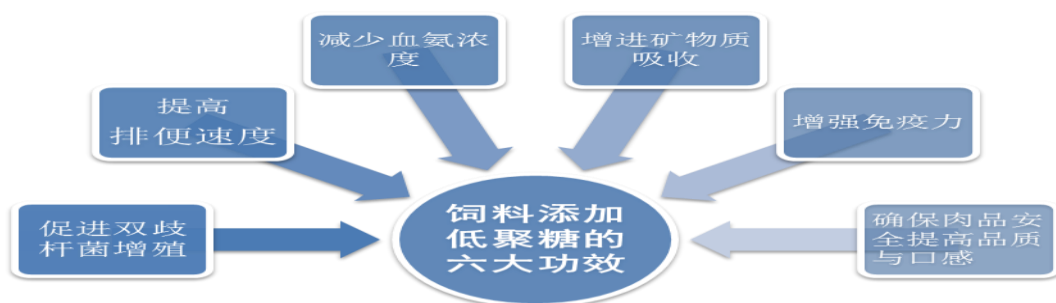 减少血氨浓
度
增进矿物质
吸收
提高
排便速度
增强免疫力
促进双歧
杆菌增殖
饲料添加
低聚糖的
六大功效
确保肉品安
全提高品质
与口感